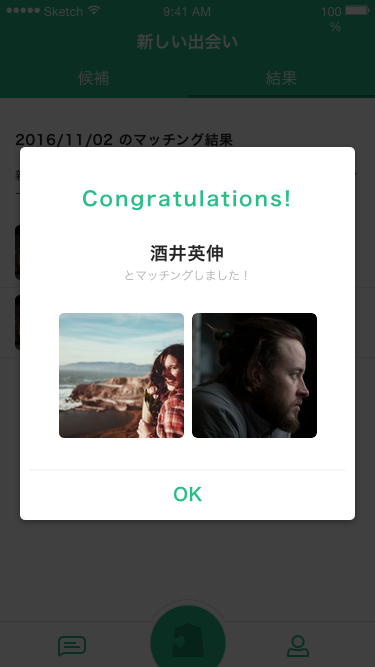 Sketch 9:41 AM 100
%
新しい出会い
候補 結果
2016/11/02 のマッチング結果
Congratulations!
酒井英伸
とマッチングしました！
OK